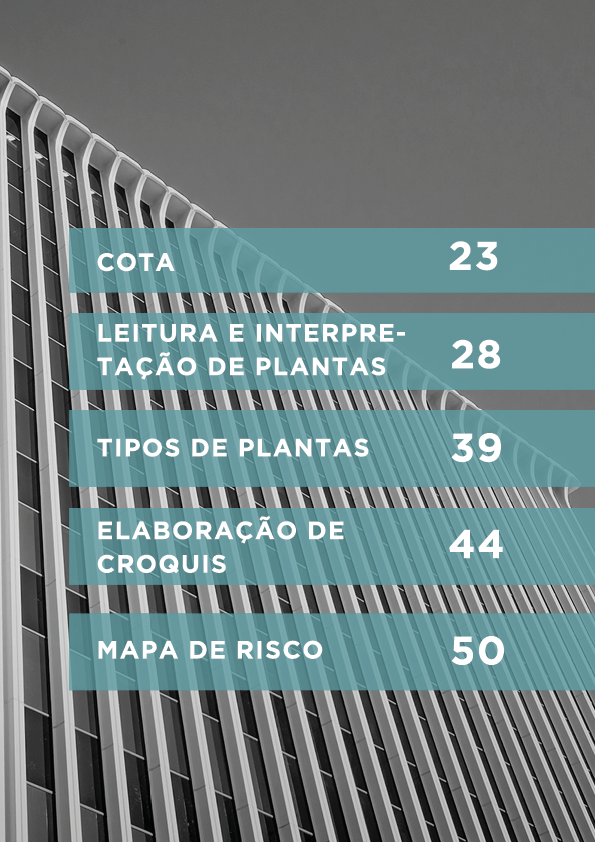 COTA 23
LEITURA E INTERPRE-
TAÇÃO DE PLANTAS 28
TIPOS DE PLANTAS 39
ELABORAÇÃO DE
CROQUIS 44
MAPA DE RISCO 50